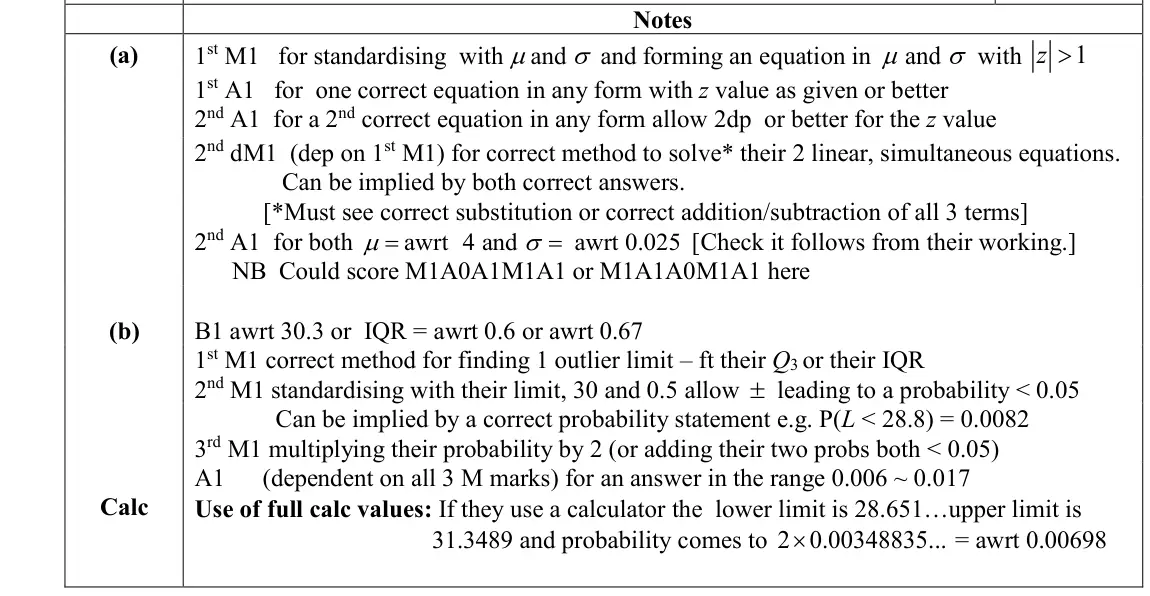 Notes
(a) 1st M1 for standardising with μ and σ and forming an equation in μ and σ with |z| > 1
1st A1 for one correct equation in any form with z value as given or better
2nd A1 for a 2nd correct equation in any form allow 2dp or better for the z value
2nd dM1 (dep on 1st M1) for correct method to solve* their 2 linear, simultaneous equations.
Can be implied by both correct answers.
[*Must see correct substitution or correct addition/subtraction of all 3 terms]
2nd A1 for both μ = awrt 4 and σ = awrt 0.025 [Check it follows from their working.]
NB Could score M1A0A1M1A1 or M1A1A0M1A1 here
(b) B1 awrt 30.3 or IQR = awrt 0.6 or awrt 0.67
1st M1 correct method for finding 1 outlier limit – ft their Q3 or their IQR
2nd M1 standardising with their limit, 30 and 0.5 allow ± leading to a probability < 0.05
Can be implied by a correct probability statement e.g. P(L < 28.8) = 0.0082
3rd M1 multiplying their probability by 2 (or adding their two probs both < 0.05)
A1 (dependent on all 3 M marks) for an answer in the range 0.006 ~ 0.017
Calc Use of full calc values: If they use a calculator the lower limit is 28.651…upper limit is
31.3489 and probability comes to 2×0.00348835... = awrt 0.00698